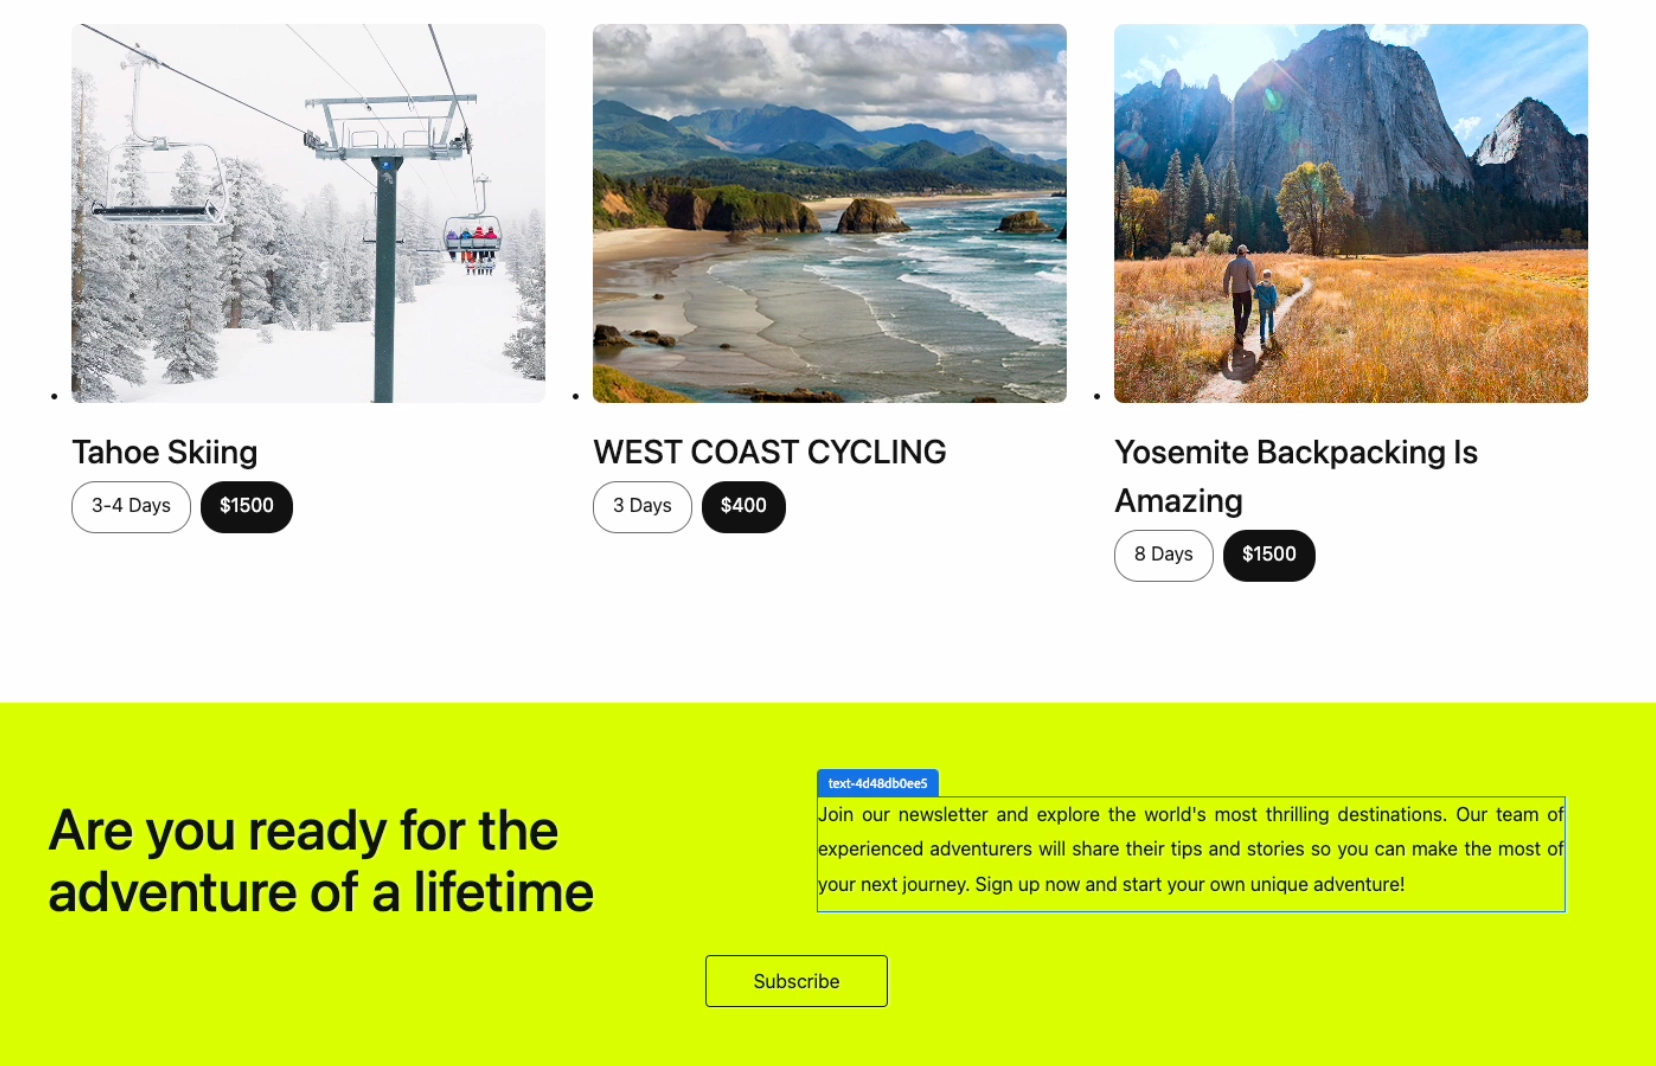 Tahoe Skiing
3-4 Days
$1500
WEST COAST CYCLING
3 Days
$400
Yosemite Backpacking Is
Amazing
8 Days
$1500
Are you ready for the
adventure of a lifetime
text-4d48db0ee5
Join our newsletter and explore the world's most thrilling destinations. Our team of
experienced adventurers will share their tips and stories so you can make the most of
your next journey. Sign up now and start your own unique adventure!
Subscribe